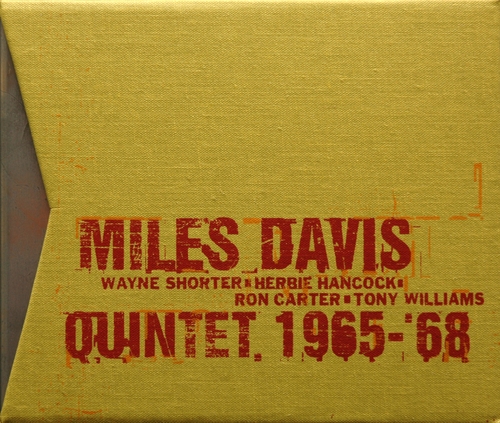 MILES DAVIS
WAYNE SHORTER ▪ HERBIE HANCOCK ▪
RON CARTER ▪ TONY WILLIAMS
QUINTET. 1965-'68